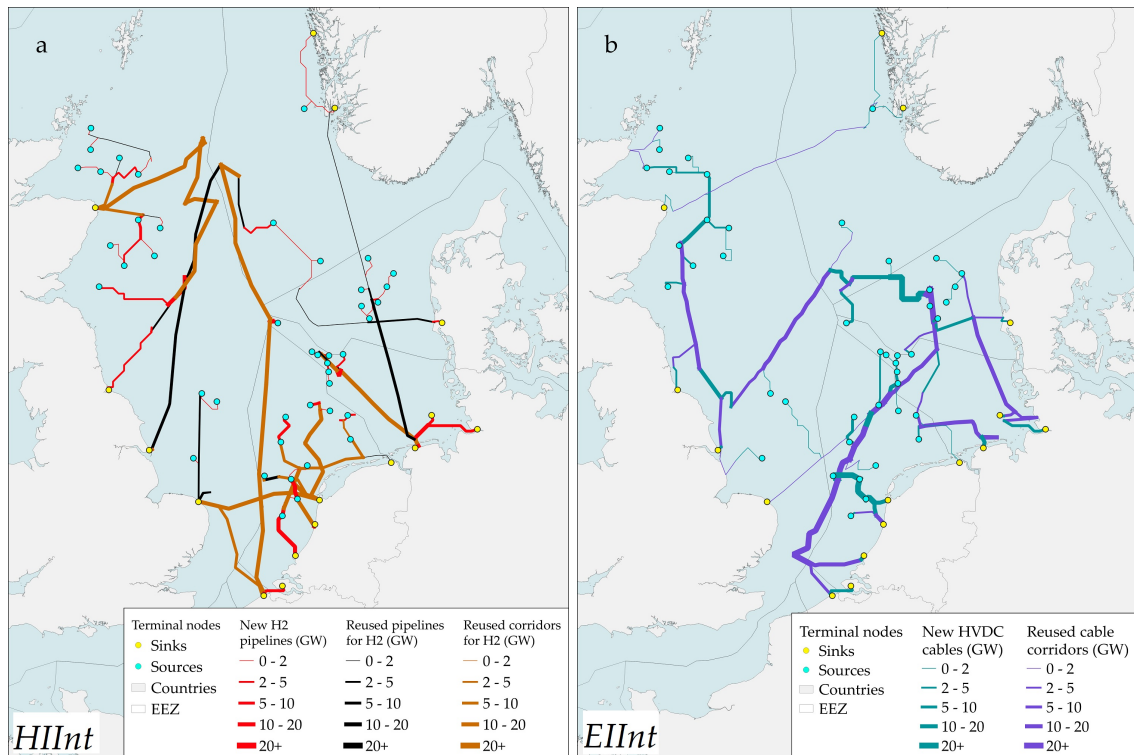 a
Terminal nodes
Sinks
Sources
Countries
EEZ
New H2
pipelines (GW)
0 - 2
2 - 5
5 - 10
10 - 20
20+
Reused pipelines
for H2 (GW)
0 - 2
2 - 5
5 - 10
10 - 20
20+
Reused corridors
for H2 (GW)
0 - 2
2 - 5
5 - 10
10 - 20
20+
HIInt
b
Terminal nodes
Sinks
Sources
Countries
EEZ
New HVDC
cables (GW)
0 - 2
2 - 5
5 - 10
10 - 20
20+
Reused cable
corridors (GW)
0 - 2
2 - 5
5 - 10
10 - 20
20+
EIInt